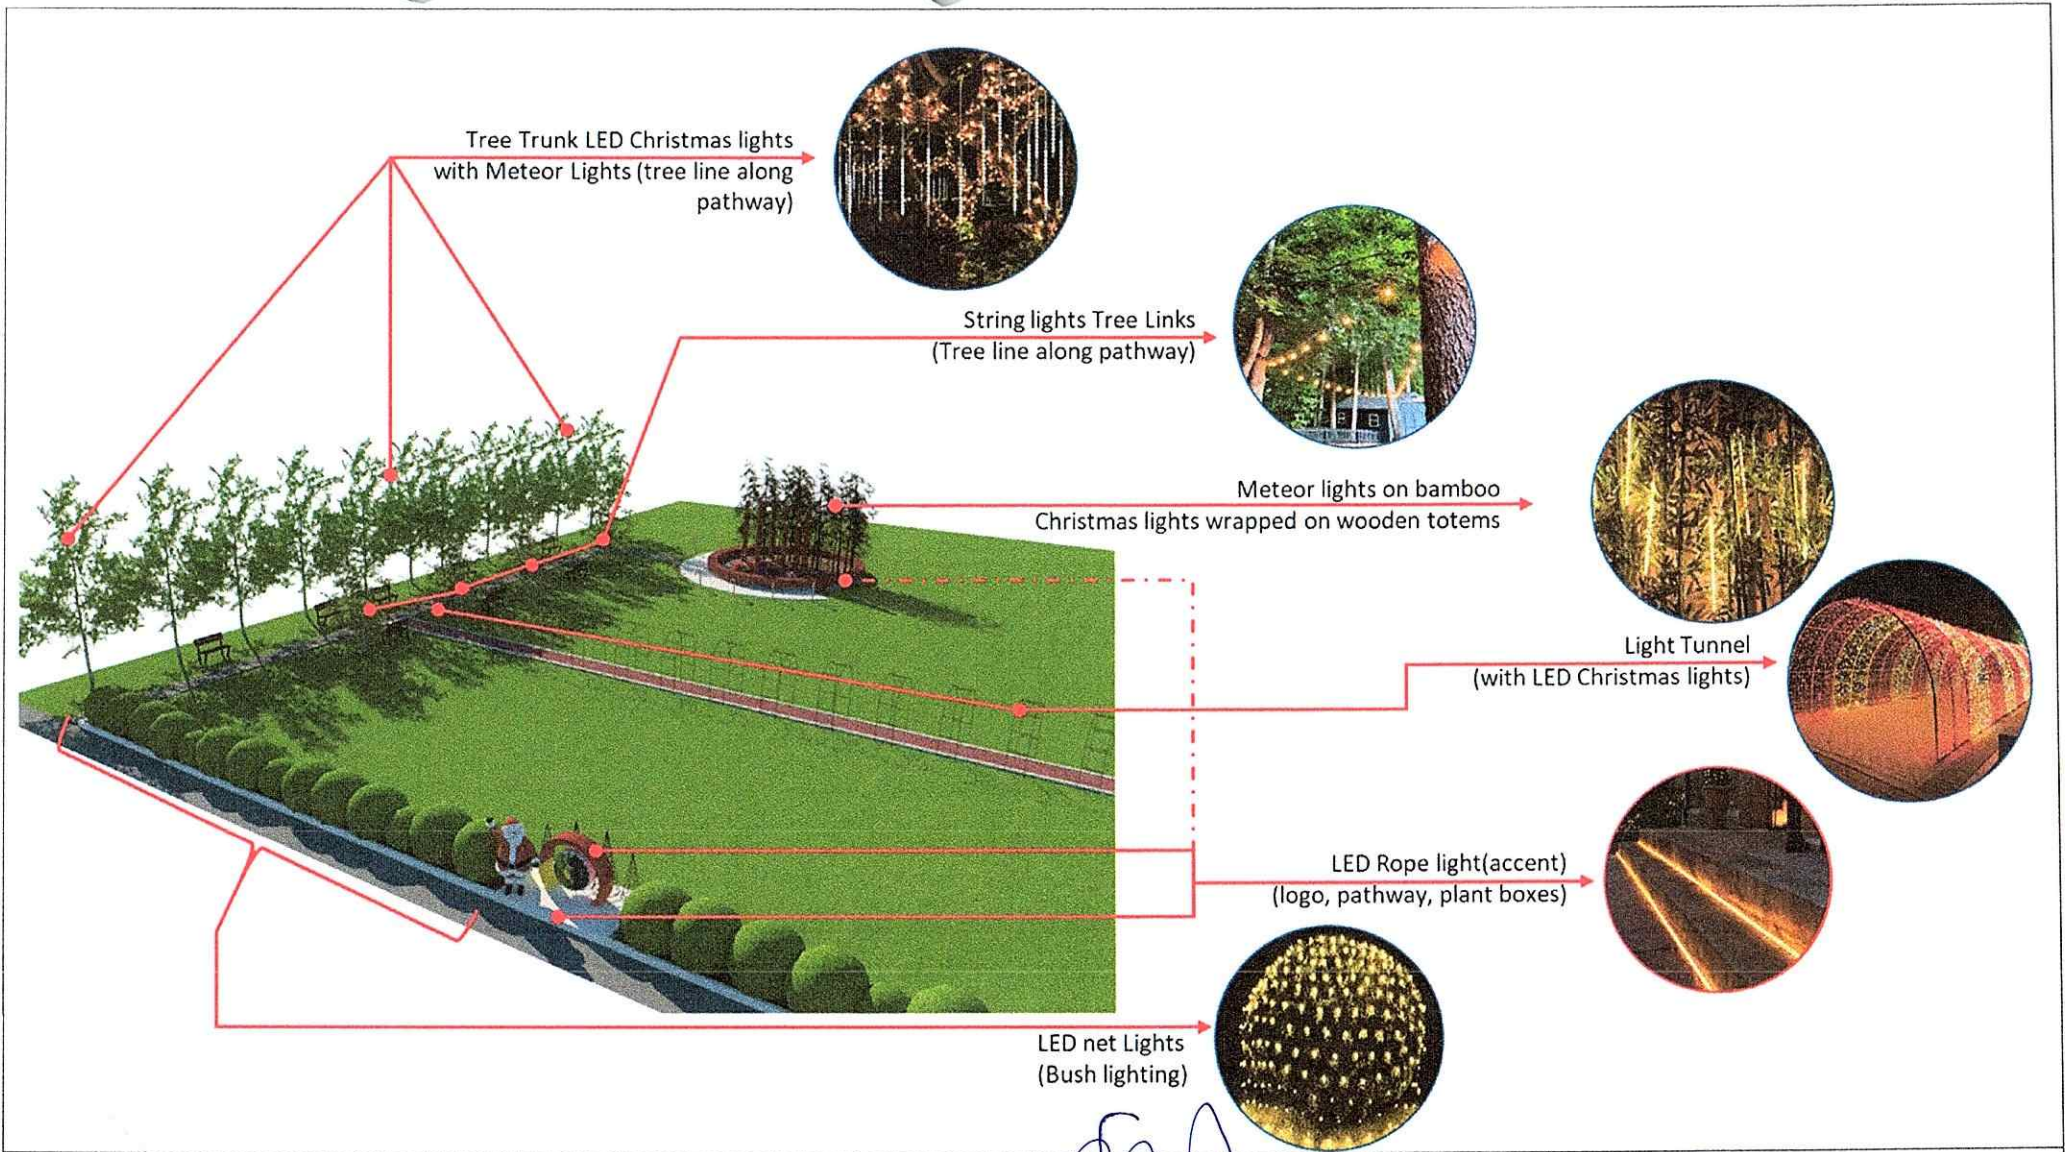 Tree Trunk LED Christmas lights
with Meteor Lights (tree line along
pathway)
String lights Tree Links
(Tree line along pathway)
Meteor lights on bamboo
Christmas lights wrapped on wooden totems
Light Tunnel
(with LED Christmas lights)
LED Rope light(accent)
(logo, pathway, plant boxes)
LED net Lights
(Bush lighting)